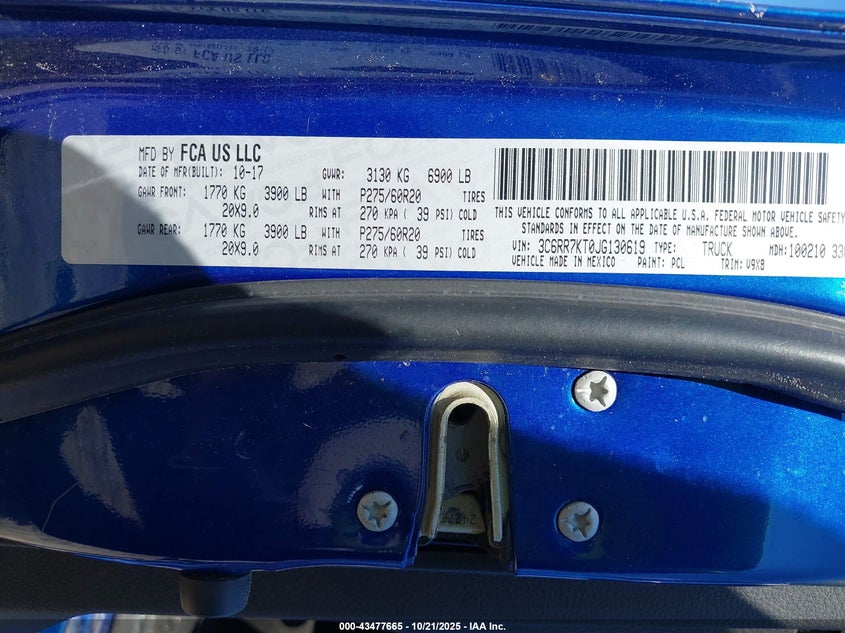 MFD BY FCA US LLC
DATE OF MFR(BUILT): 10-17 GVWR: 3130 KG 6900 LB
GAWR FRONT: 1770 KG 3900 LB WITH P275/60R20 TIRES
20X9.0 RIMS AT 270 KPA ( 39 PSI) COLD
GAWR REAR: 1770 KG 3900 LB WITH P275/60R20 TIRES
20X9.0 RIMS AT 270 KPA ( 39 PSI) COLD
THIS VEHICLE CONFORMS TO ALL APPLICABLE U.S.A. FEDERAL MOTOR VEHICLE SAFETY
STANDARDS IN EFFECT ON THE DATE OF MANUFACTURE SHOWN ABOVE.
VIN: 3C6RR7KT0JG130619 TYPE: TRUCK MDH: 100210 33
VEHICLE MADE IN MEXICO PAINT: PCL TRIM: V9X8
000-43477665 - 10/21/2025 - IAA Inc.